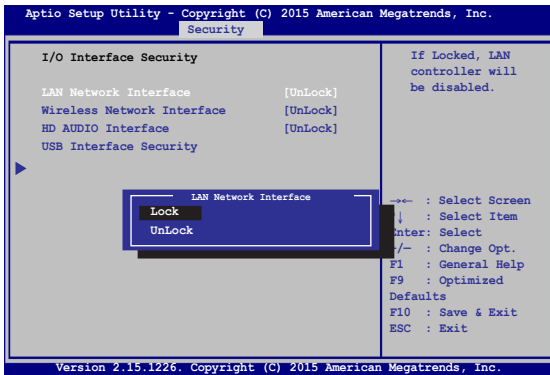 Aptio Setup Utility - Copyright (C) 2015 American Megatrends, Inc.
Security
I/O Interface Security
LAN Network Interface [UnLock]
Wireless Network Interface [UnLock]
HD AUDIO Interface [UnLock]
USB Interface Security
If Locked, LAN
controller will
be disabled.
LAN Network Interface
Lock
UnLock
→← : Select Screen
↓ : Select Item
Enter: Select
/— : Change Opt.
F1 : General Help
F9 : Optimized
Defaults
F10 : Save & Exit
ESC : Exit
Version 2.15.1226. Copyright (C) 2015 American Megatrends, Inc.